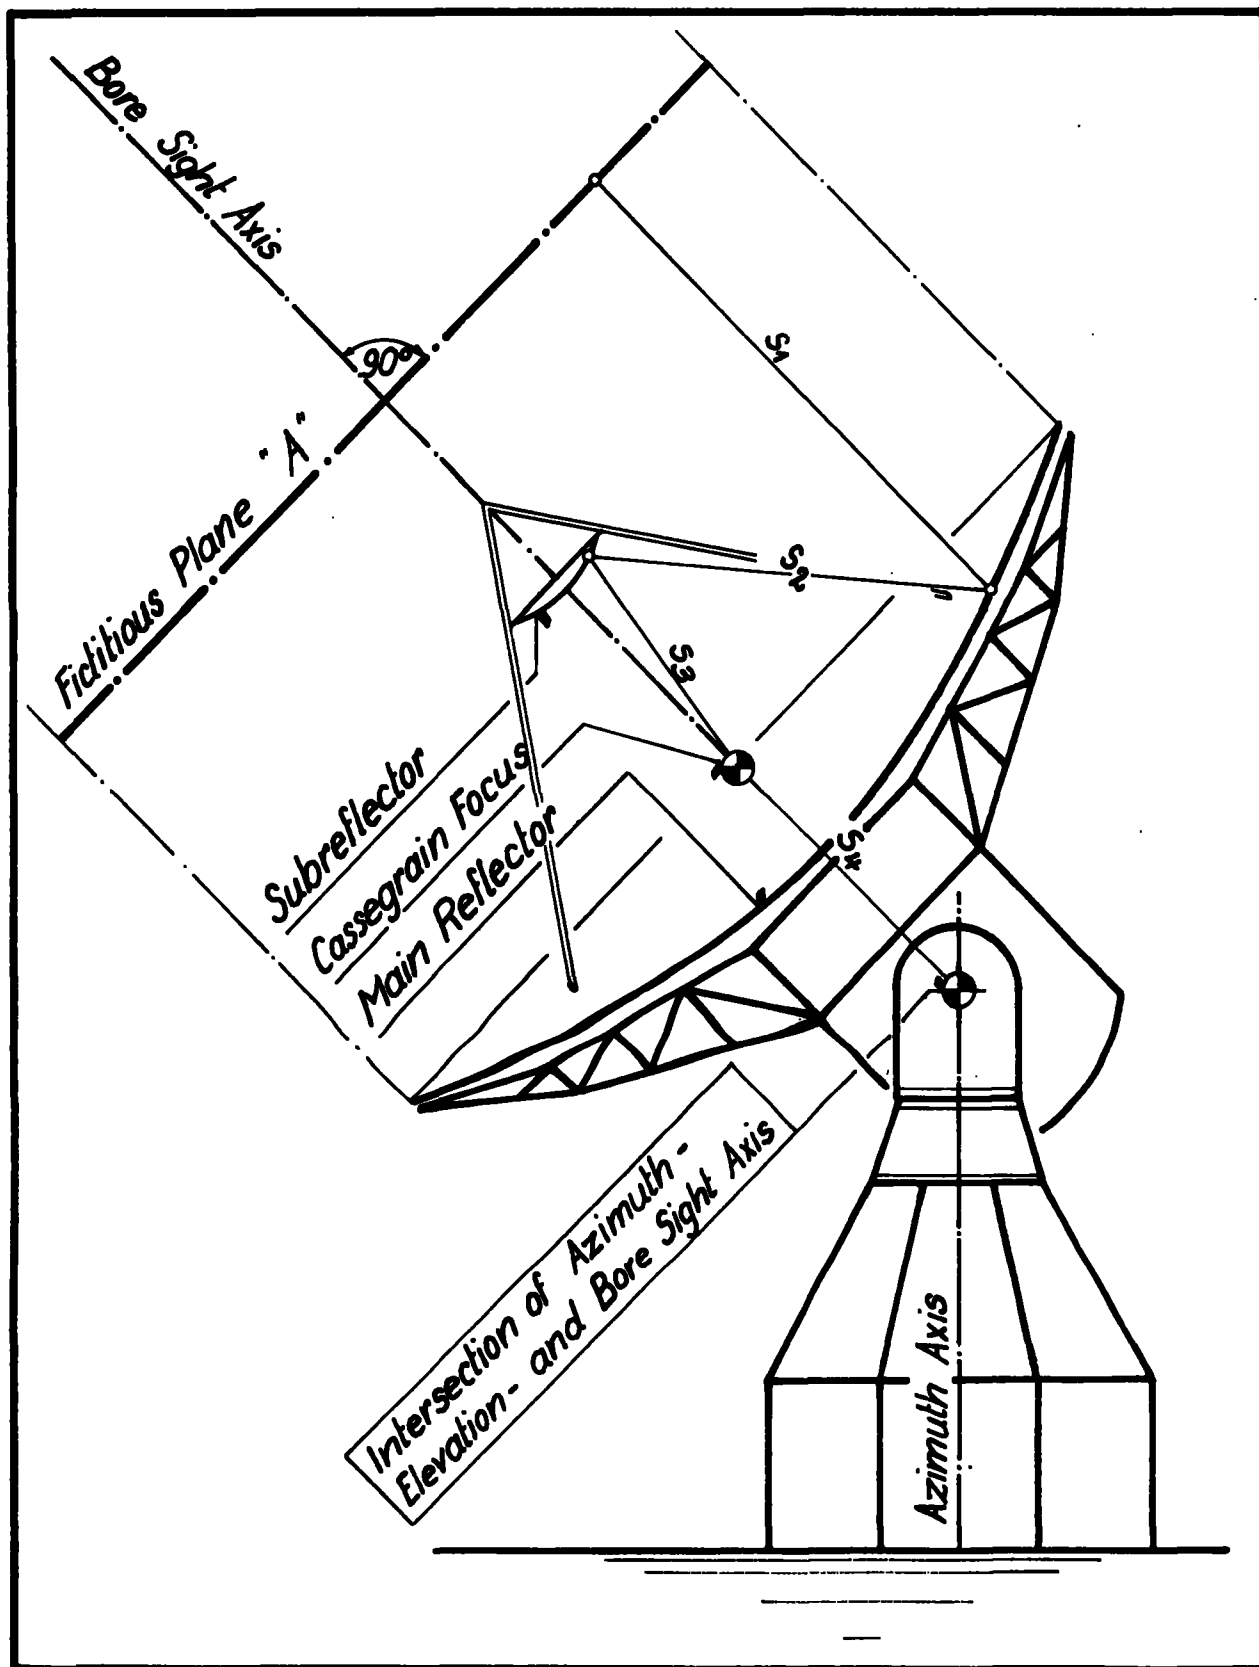 Bore Sight Axis
90°
Fictitious Plane "A"
S1
S2
S3
S4
Subreflector
Cassegrain Focus
Main Reflector
Intersection of Azimuth-
Elevation- and Bore Sight Axis
Azimuth Axis